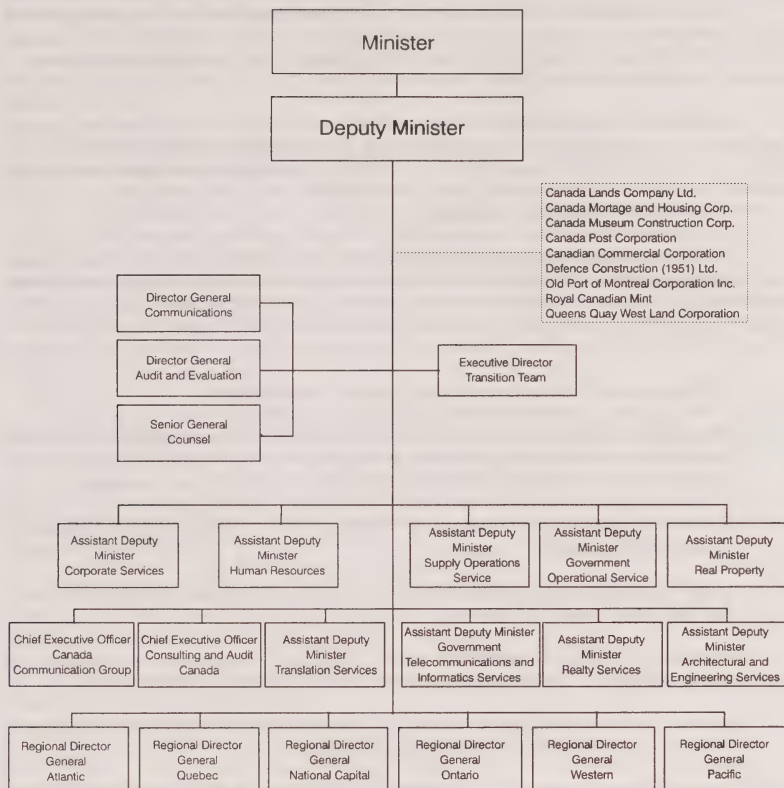 Minister
Deputy Minister
Canada Lands Company Ltd.
Canada Mortage and Housing Corp.
Canada Museum Construction Corp.
Canada Post Corporation
Canadian Commercial Corporation
Defence Construction (1951) Ltd.
Old Port of Montreal Corporation Inc.
Royal Canadian Mint
Queens Quay West Land Corporation
Director General
Communications
Director General
Audit and Evaluation
Executive Director
Transition Team
Senior General
Counsel
Assistant Deputy
Minister
Corporate Services
Assistant Deputy
Minister
Human Resources
Assistant Deputy
Minister
Supply Operations
Service
Assistant Deputy
Minister
Government
Operational Service
Assistant Deputy
Minister
Real Property
Chief Executive Officer
Canada
Communication Group
Chief Executive Officer
Consulting and Audit
Canada
Assistant Deputy
Minister
Translation Services
Assistant Deputy Minister
Government
Telecommunications and
Informatics Services
Assistant Deputy
Minister
Realty Services
Assistant Deputy
Minister
Architectural and
Engineering Services
Regional Director
General
Atlantic
Regional Director
General
Quebec
Regional Director
General
National Capital
Regional Director
General
Ontario
Regional Director
General
Western
Regional Director
General
Pacific